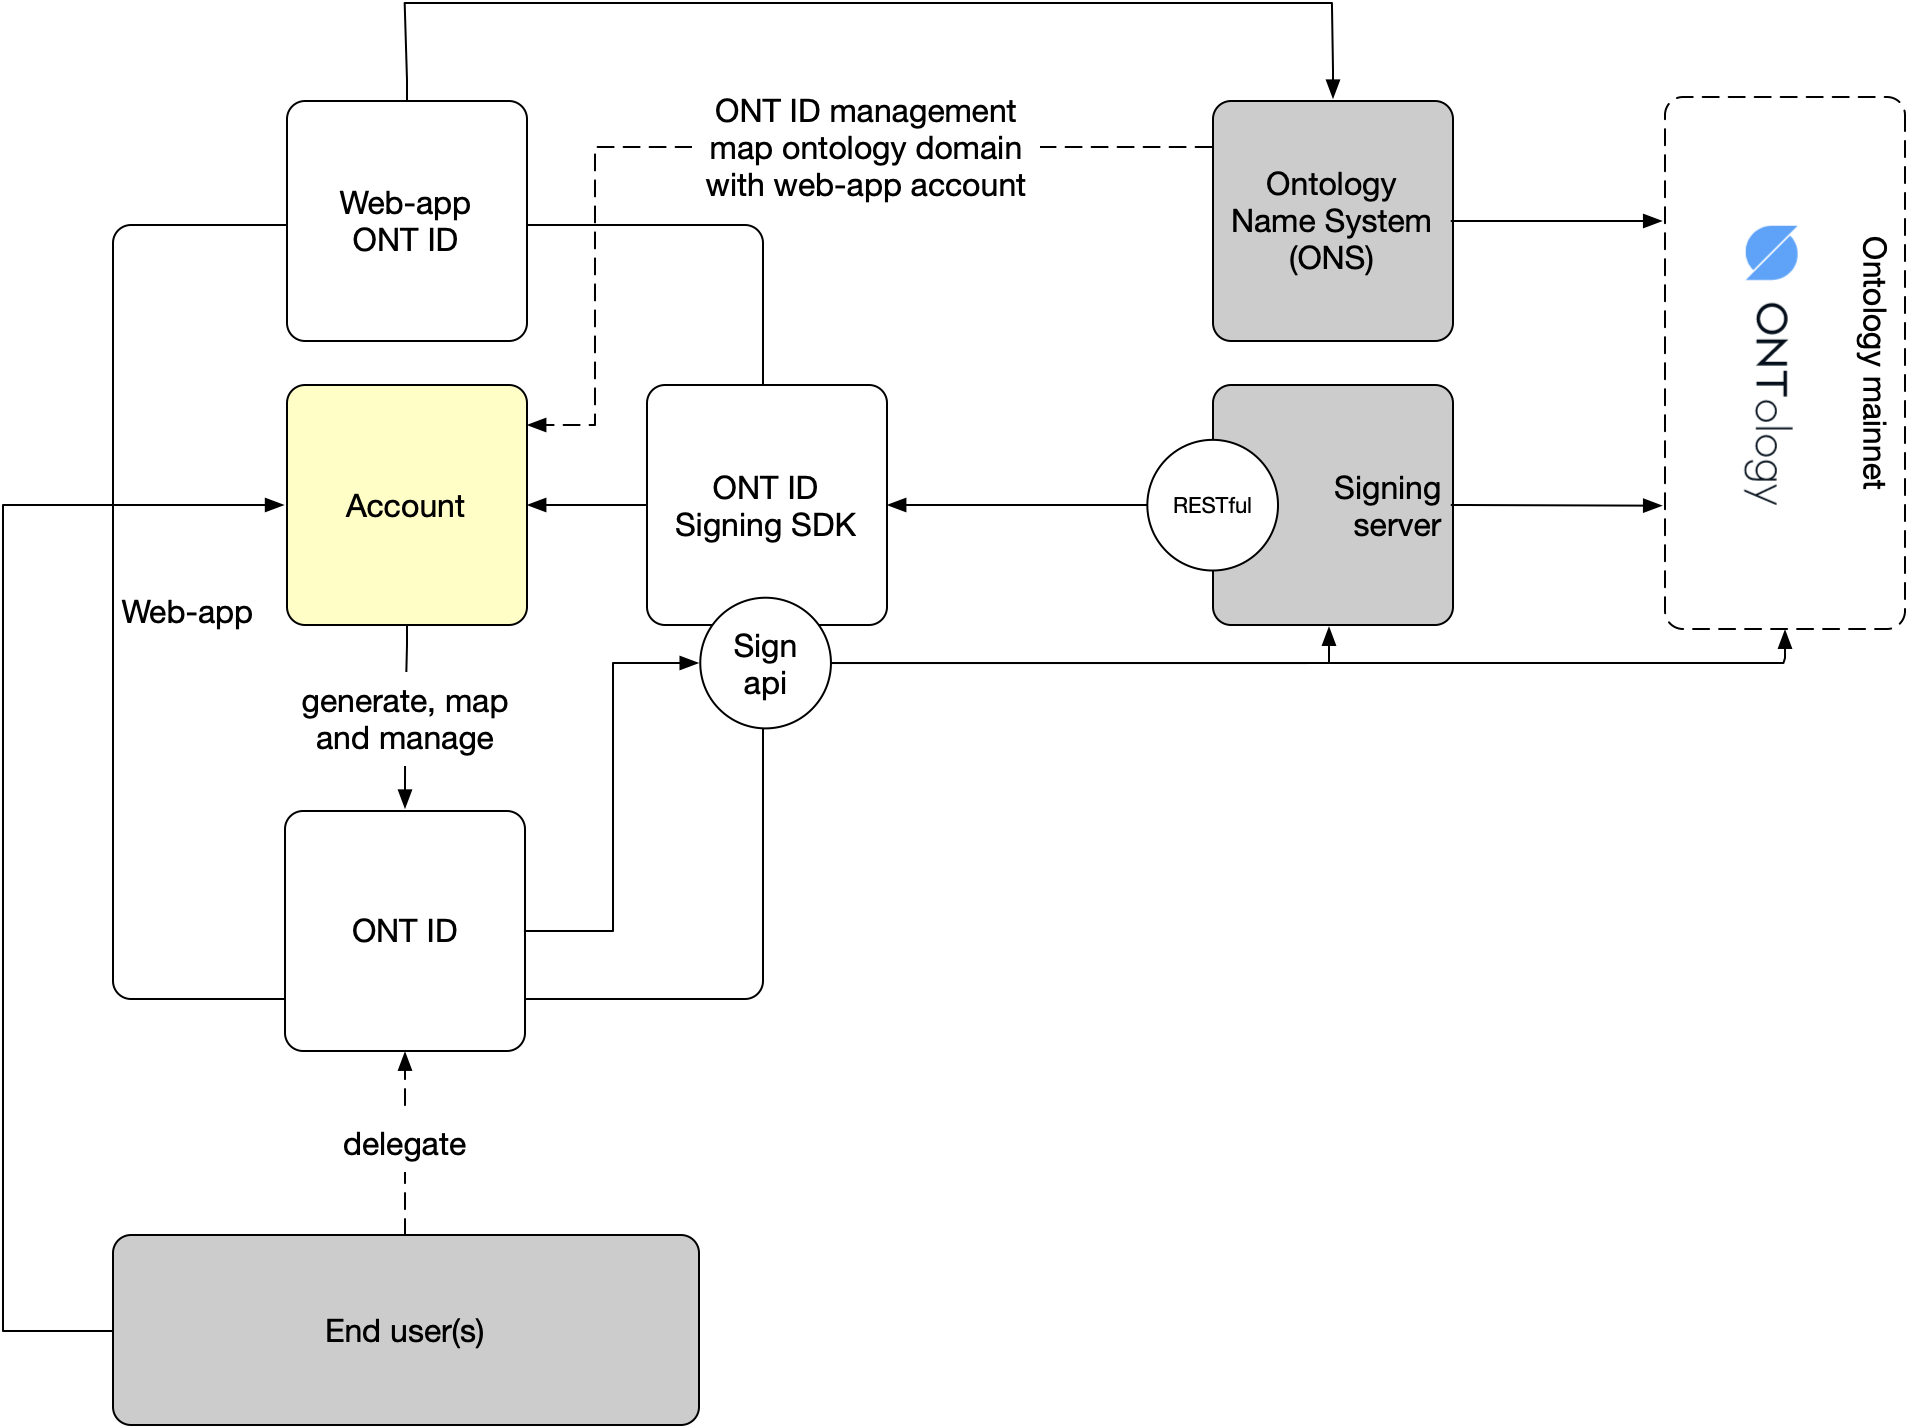 ONT ID management
map ontology domain
with web-app account
Web-app
ONT ID
Ontology
Name System
(ONS)
Ontology mainnet
ONTology
Account
ONT ID
Signing SDK
RESTful
Signing
server
Web-app
Sign
api
generate, map
and manage
ONT ID
delegate
End user(s)